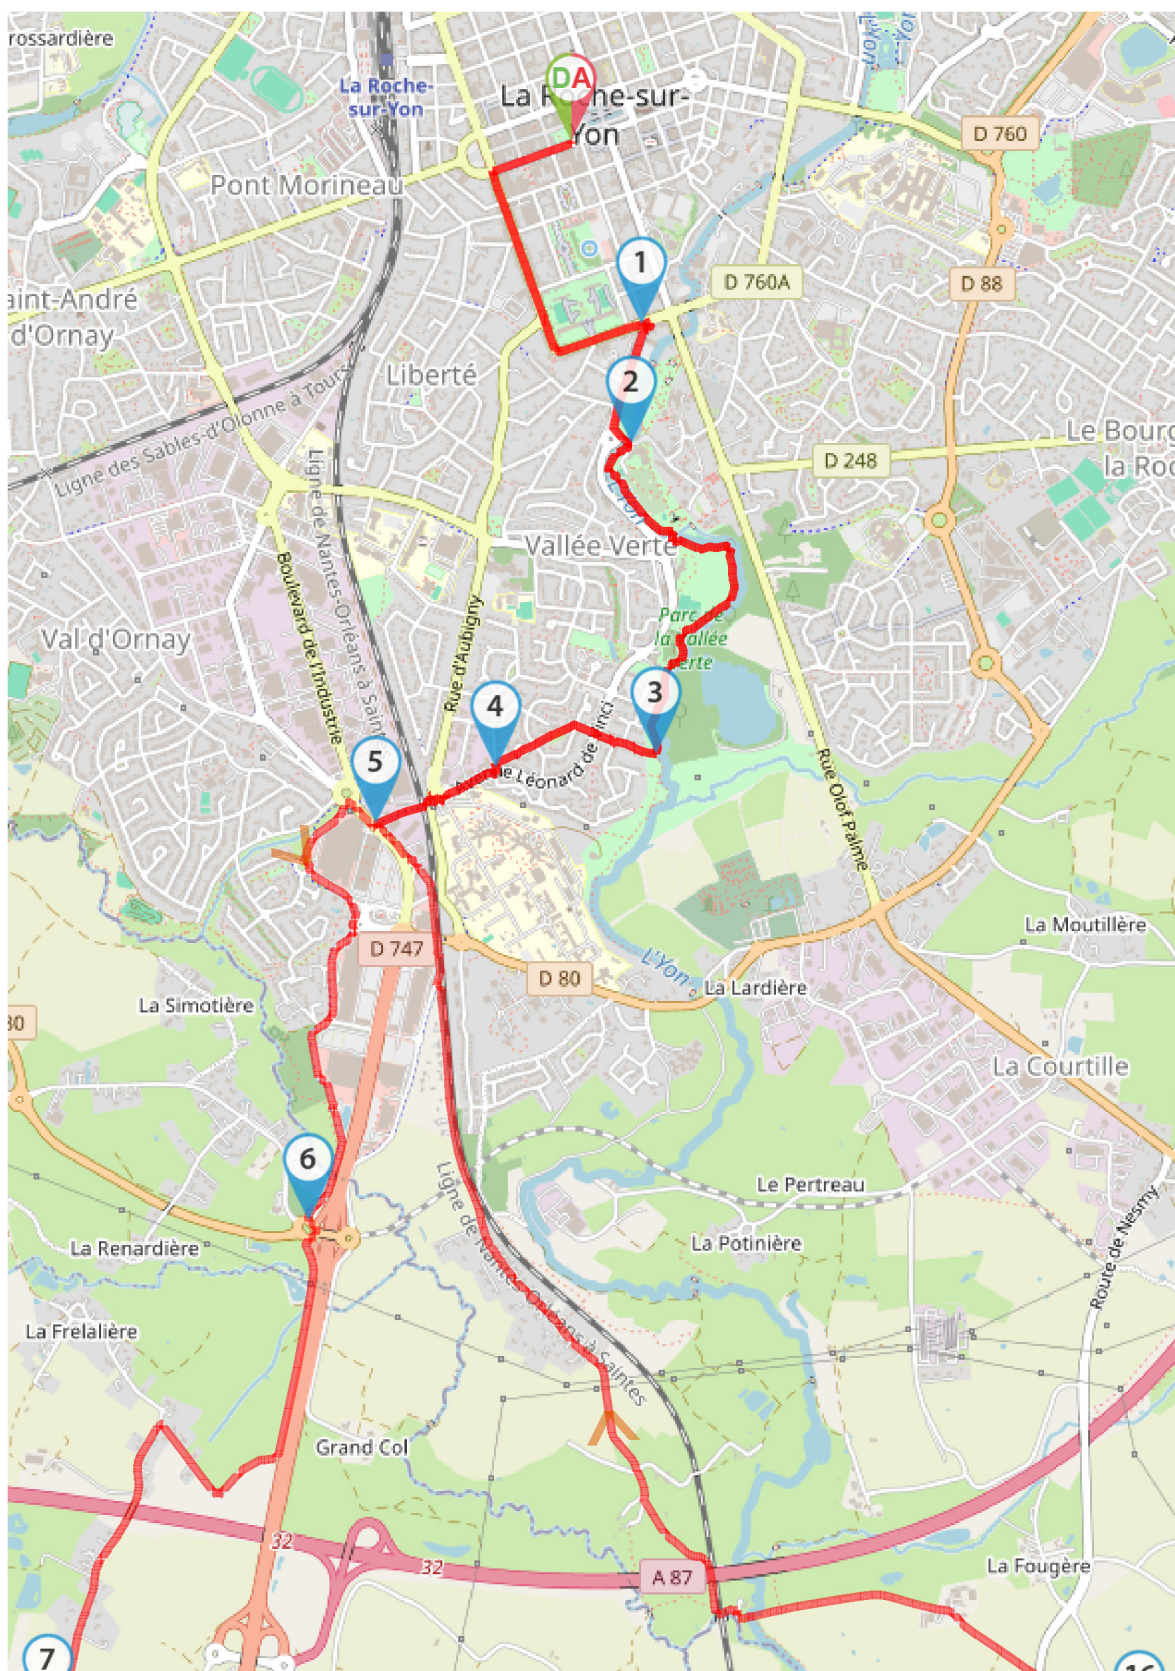 rossardière
La Roche-
sur-Yon
DA
La Roche-sur-
Yon
L'Yon
D 760
Pont Morineau
1
D 760A
D 88
aint-André
d'Ornay
Liberté
2
Ligne des Sables-d'Olonne à Tours
Le Bourg
la Roc
D 248
Ligne de Nantes-Orléans à Saint
L'Yon
Vallée Verte
Boulevard de l'Industrie
Rue d'Aubigny
Parc de
la Vallée
Verte
Val d'Ornay
3
4
5
Avenue Léonard de Vinci
Rue Olof Palme
La Moutillère
D 747
L'Yon
D 80
La Lardière
La Simotière
80
La Courtille
6
Ligne de Nantes-Orléans à Saintes
Le Pertreau
La Potinière
La Renardière
Route de Nesmy
La Frelalière
Grand Col
32
32
A 87
La Fougère
7
16